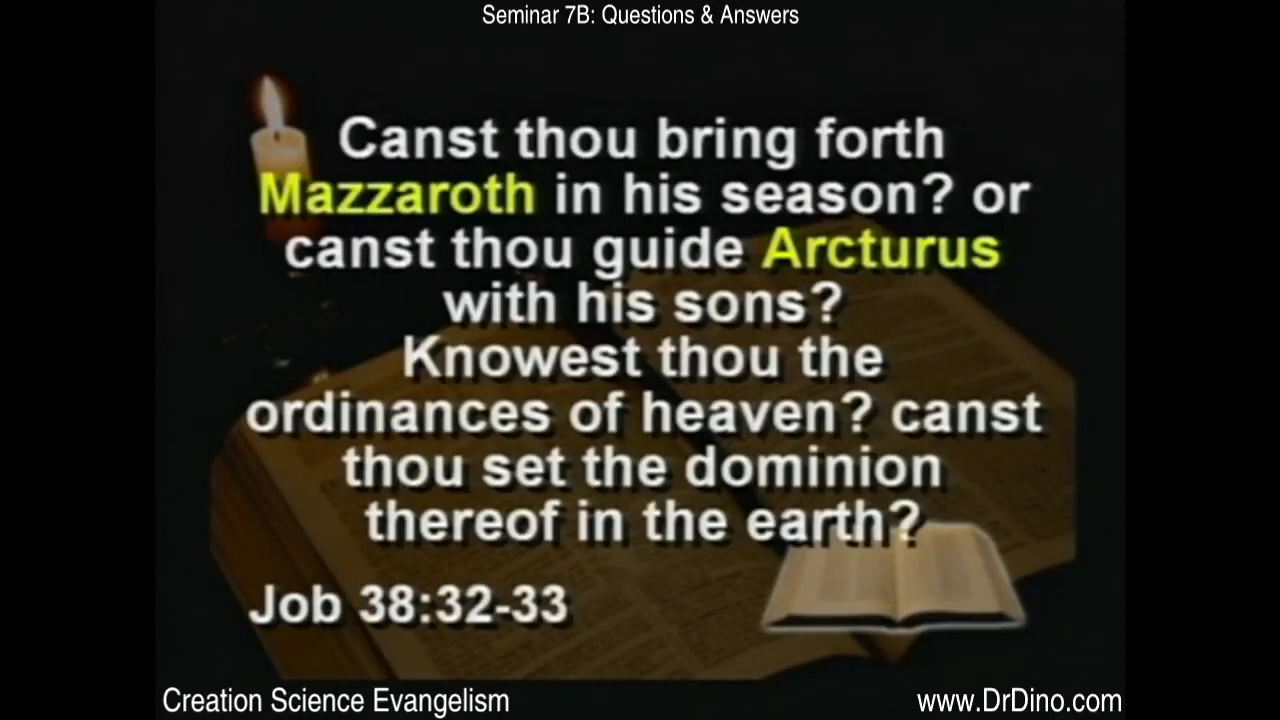 Seminar 7B: Questions & Answers
Canst thou bring forth
Mazzaroth in his season? or
canst thou guide Arcturus
with his sons?
Knowest thou the
ordinances of heaven? canst
thou set the dominion
thereof in the earth?
Job 38:32-33
Creation Science Evangelism
www.DrDino.com